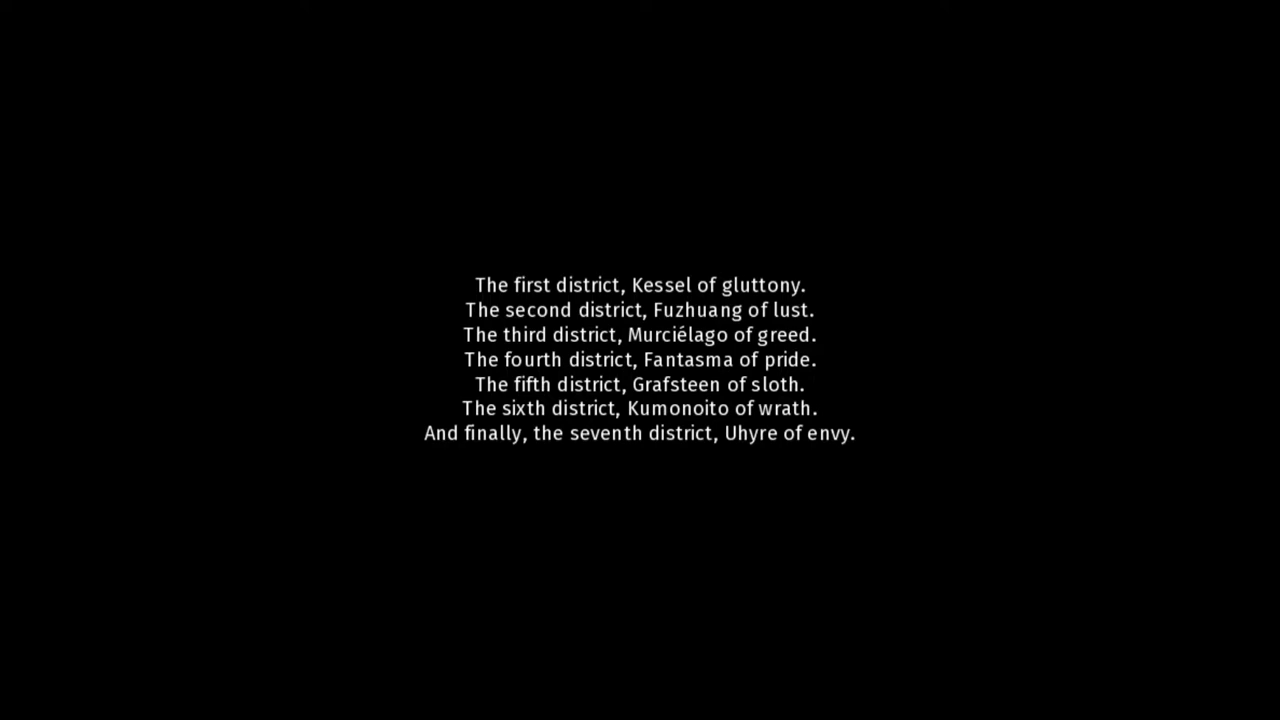 The first district, Kessel of gluttony.
The second district, Fuzhuang of lust.
The third district, Murciélago of greed.
The fourth district, Fantasma of pride.
The fifth district, Grafsteen of sloth.
The sixth district, Kumonoito of wrath.
And finally, the seventh district, Uhyre of envy.